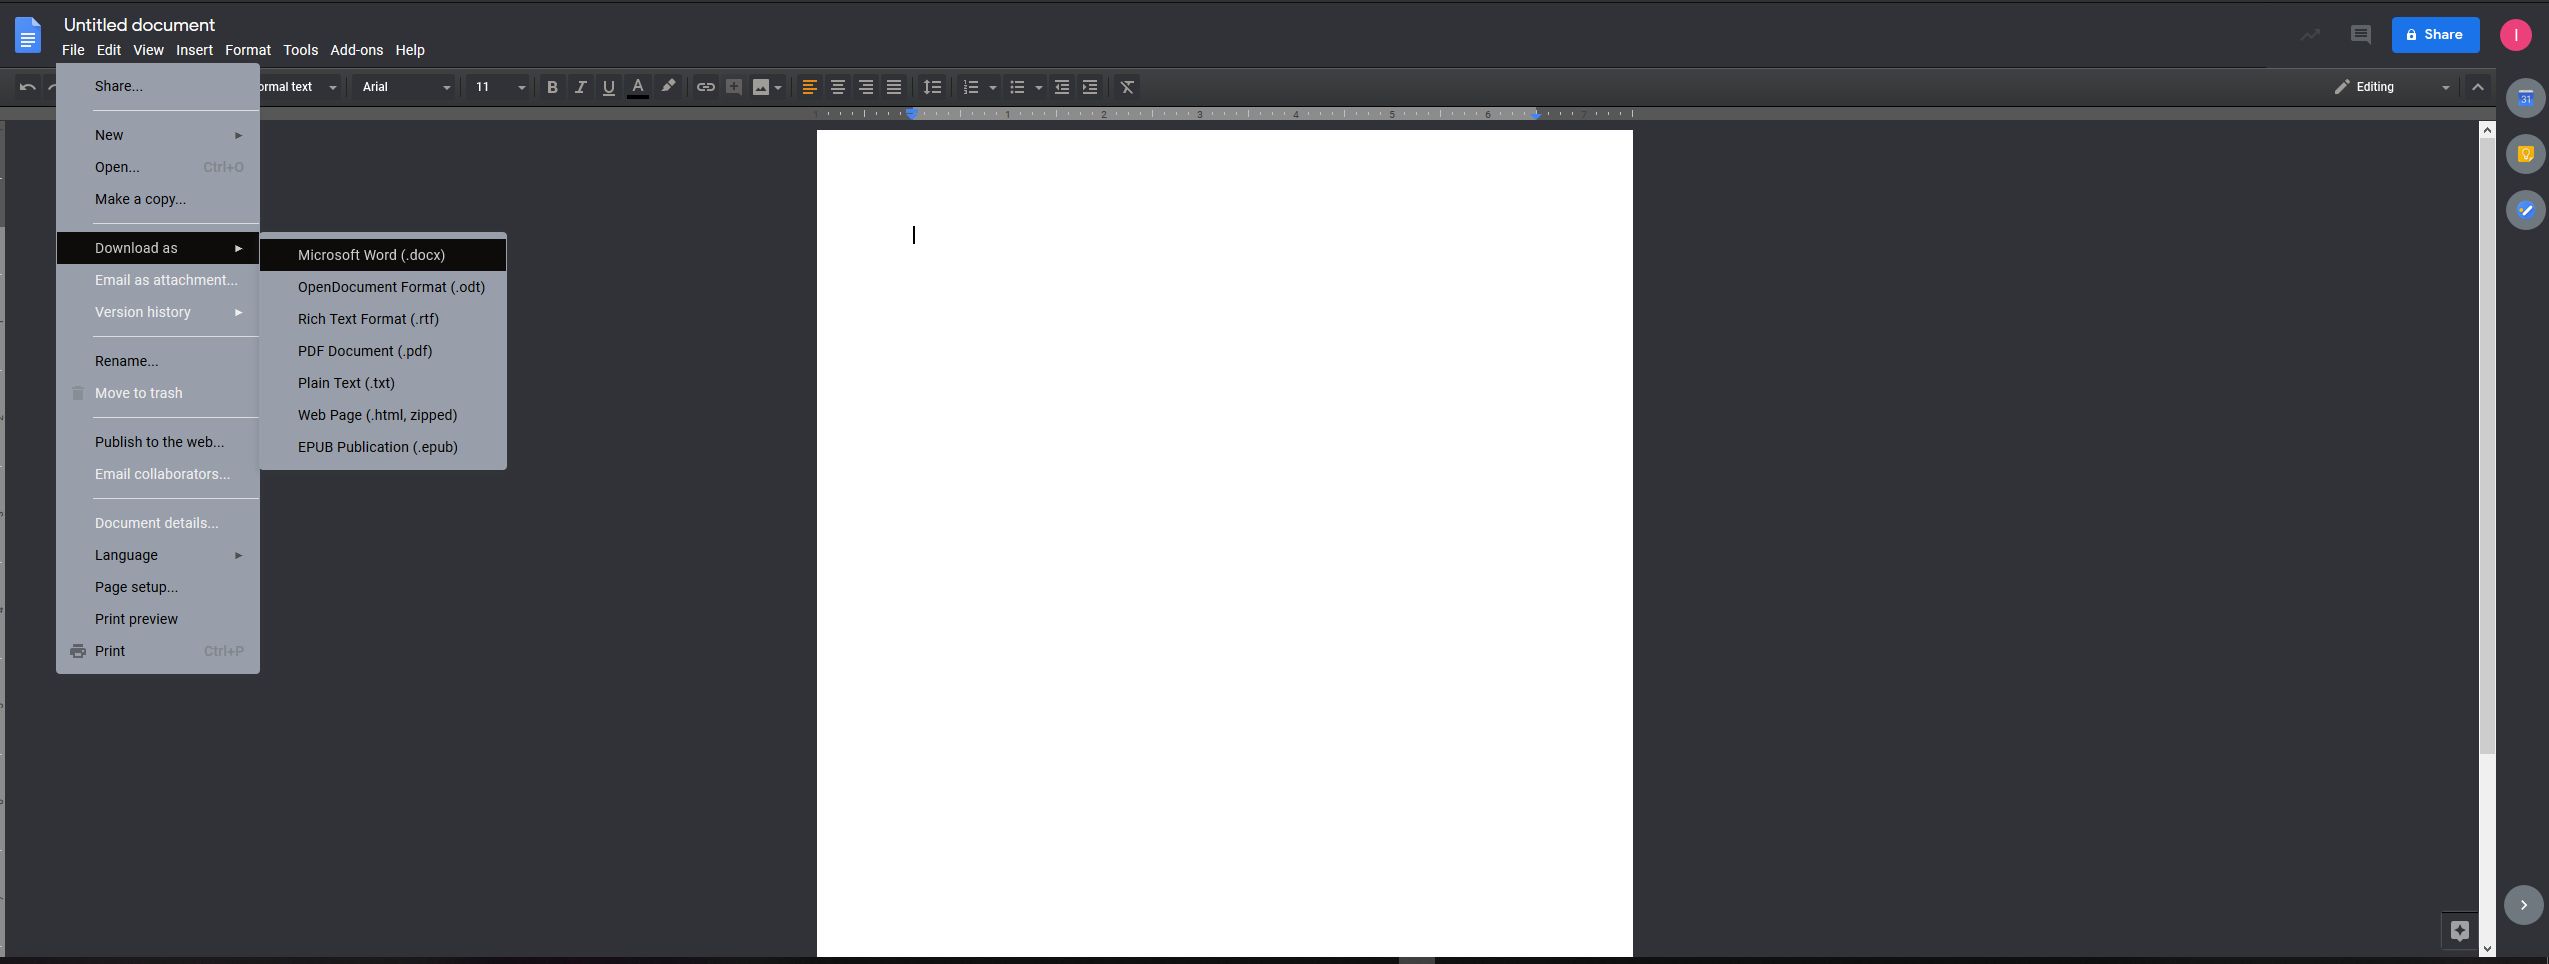 Untitled document
File Edit View Insert Format Tools Add-ons Help
Share
I
ormal text Arial 11 B I U A Editing
1 1 2 3 4 5 6 7
31
Share...
New
Open... Ctrl+O
Make a copy...
Download as
Email as attachment...
Version history
Rename...
Move to trash
Publish to the web...
Email collaborators...
Document details...
Language
Page setup...
Print preview
Print Ctrl+P
Microsoft Word (.docx)
OpenDocument Format (.odt)
Rich Text Format (.rtf)
PDF Document (.pdf)
Plain Text (.txt)
Web Page (.html, zipped)
EPUB Publication (.epub)